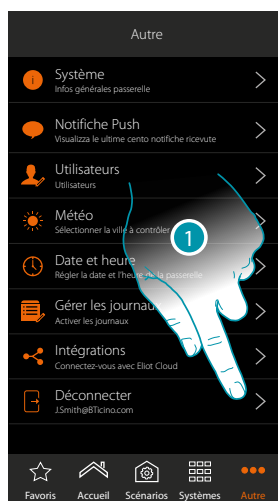 Autre
Système
Infos générales passerelle
Notifiche Push
Visualizza le ultime cento notifiche ricevute
Utilisateurs
Utilisateurs
Météo
Sélectionner la ville à contrôler
1
Date et heure
Régler la date et l'heure de la passerelle
Gérer les journaux
Activer les journaux
Intégrations
Connectez-vous avec Eliot Cloud
Déconnecter
J.Smith@BTicino.com
Favoris Accueil Scénarios Systèmes Autre